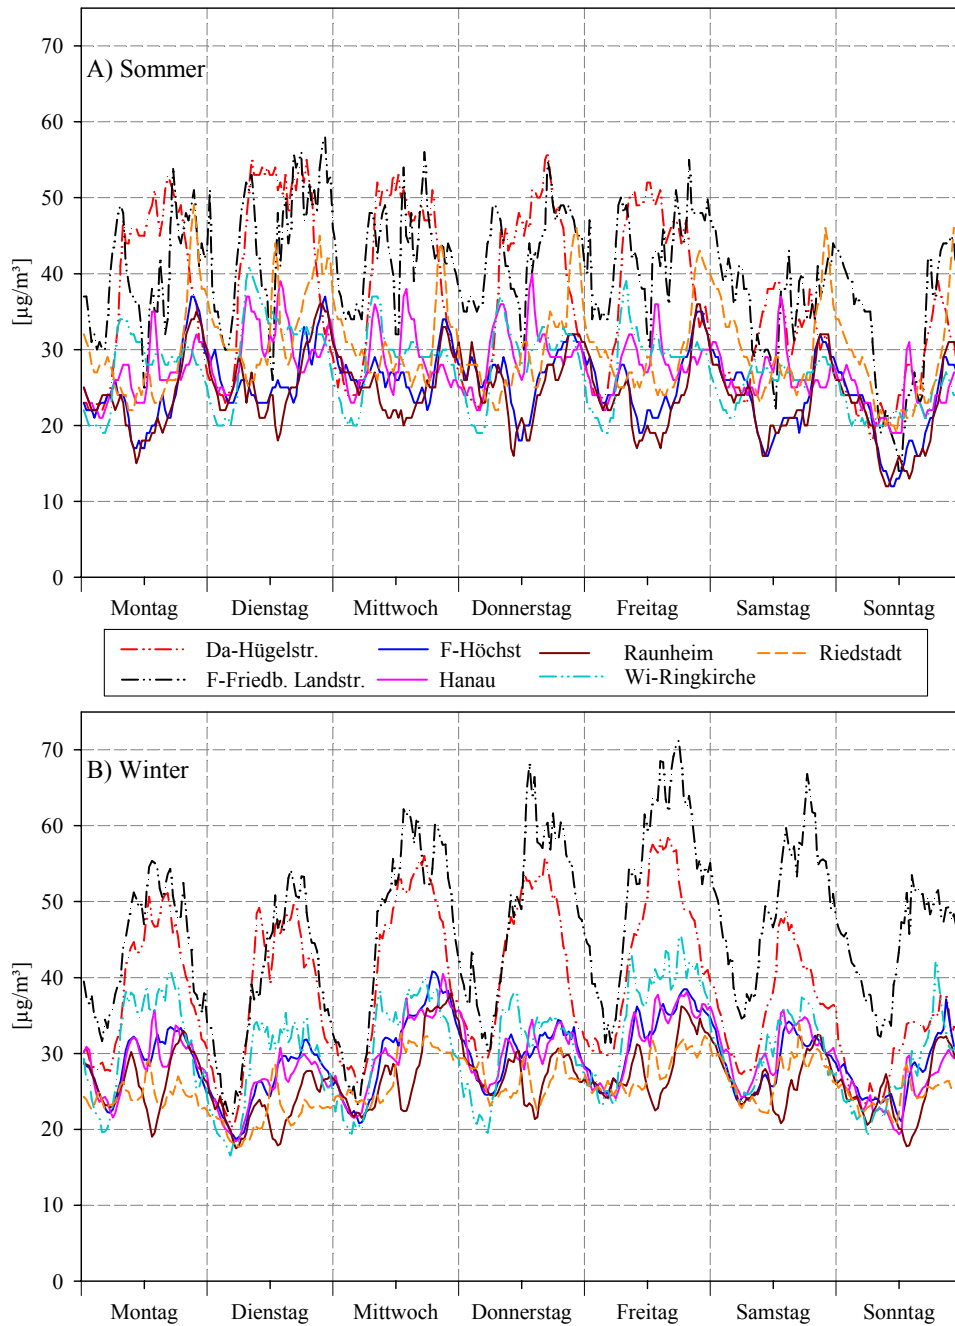 70
A) Sommer
60
50
40
[µg/m³]
30
20
10
0
Montag Dienstag Mittwoch Donnerstag Freitag Samstag Sonntag
Da-Hügelstr. F-Höchst Raunheim Riedstadt
F-Friedb. Landstr. Hanau Wi-Ringkirche
70
B) Winter
60
50
40
[µg/m³]
30
20
10
0
Montag Dienstag Mittwoch Donnerstag Freitag Samstag Sonntag